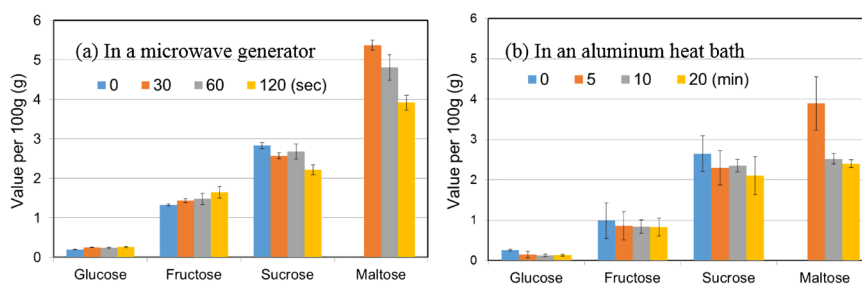 6
5
4
3
2
1
0
Value per 100g (g)
(a) In a microwave generator
0 30 60 120 (sec)
Glucose Fructose Sucrose Maltose
6
5
4
3
2
1
0
Value per 100g (g)
(b) In an aluminum heat bath
0 5 10 20 (min)
Glucose Fructose Sucrose Maltose